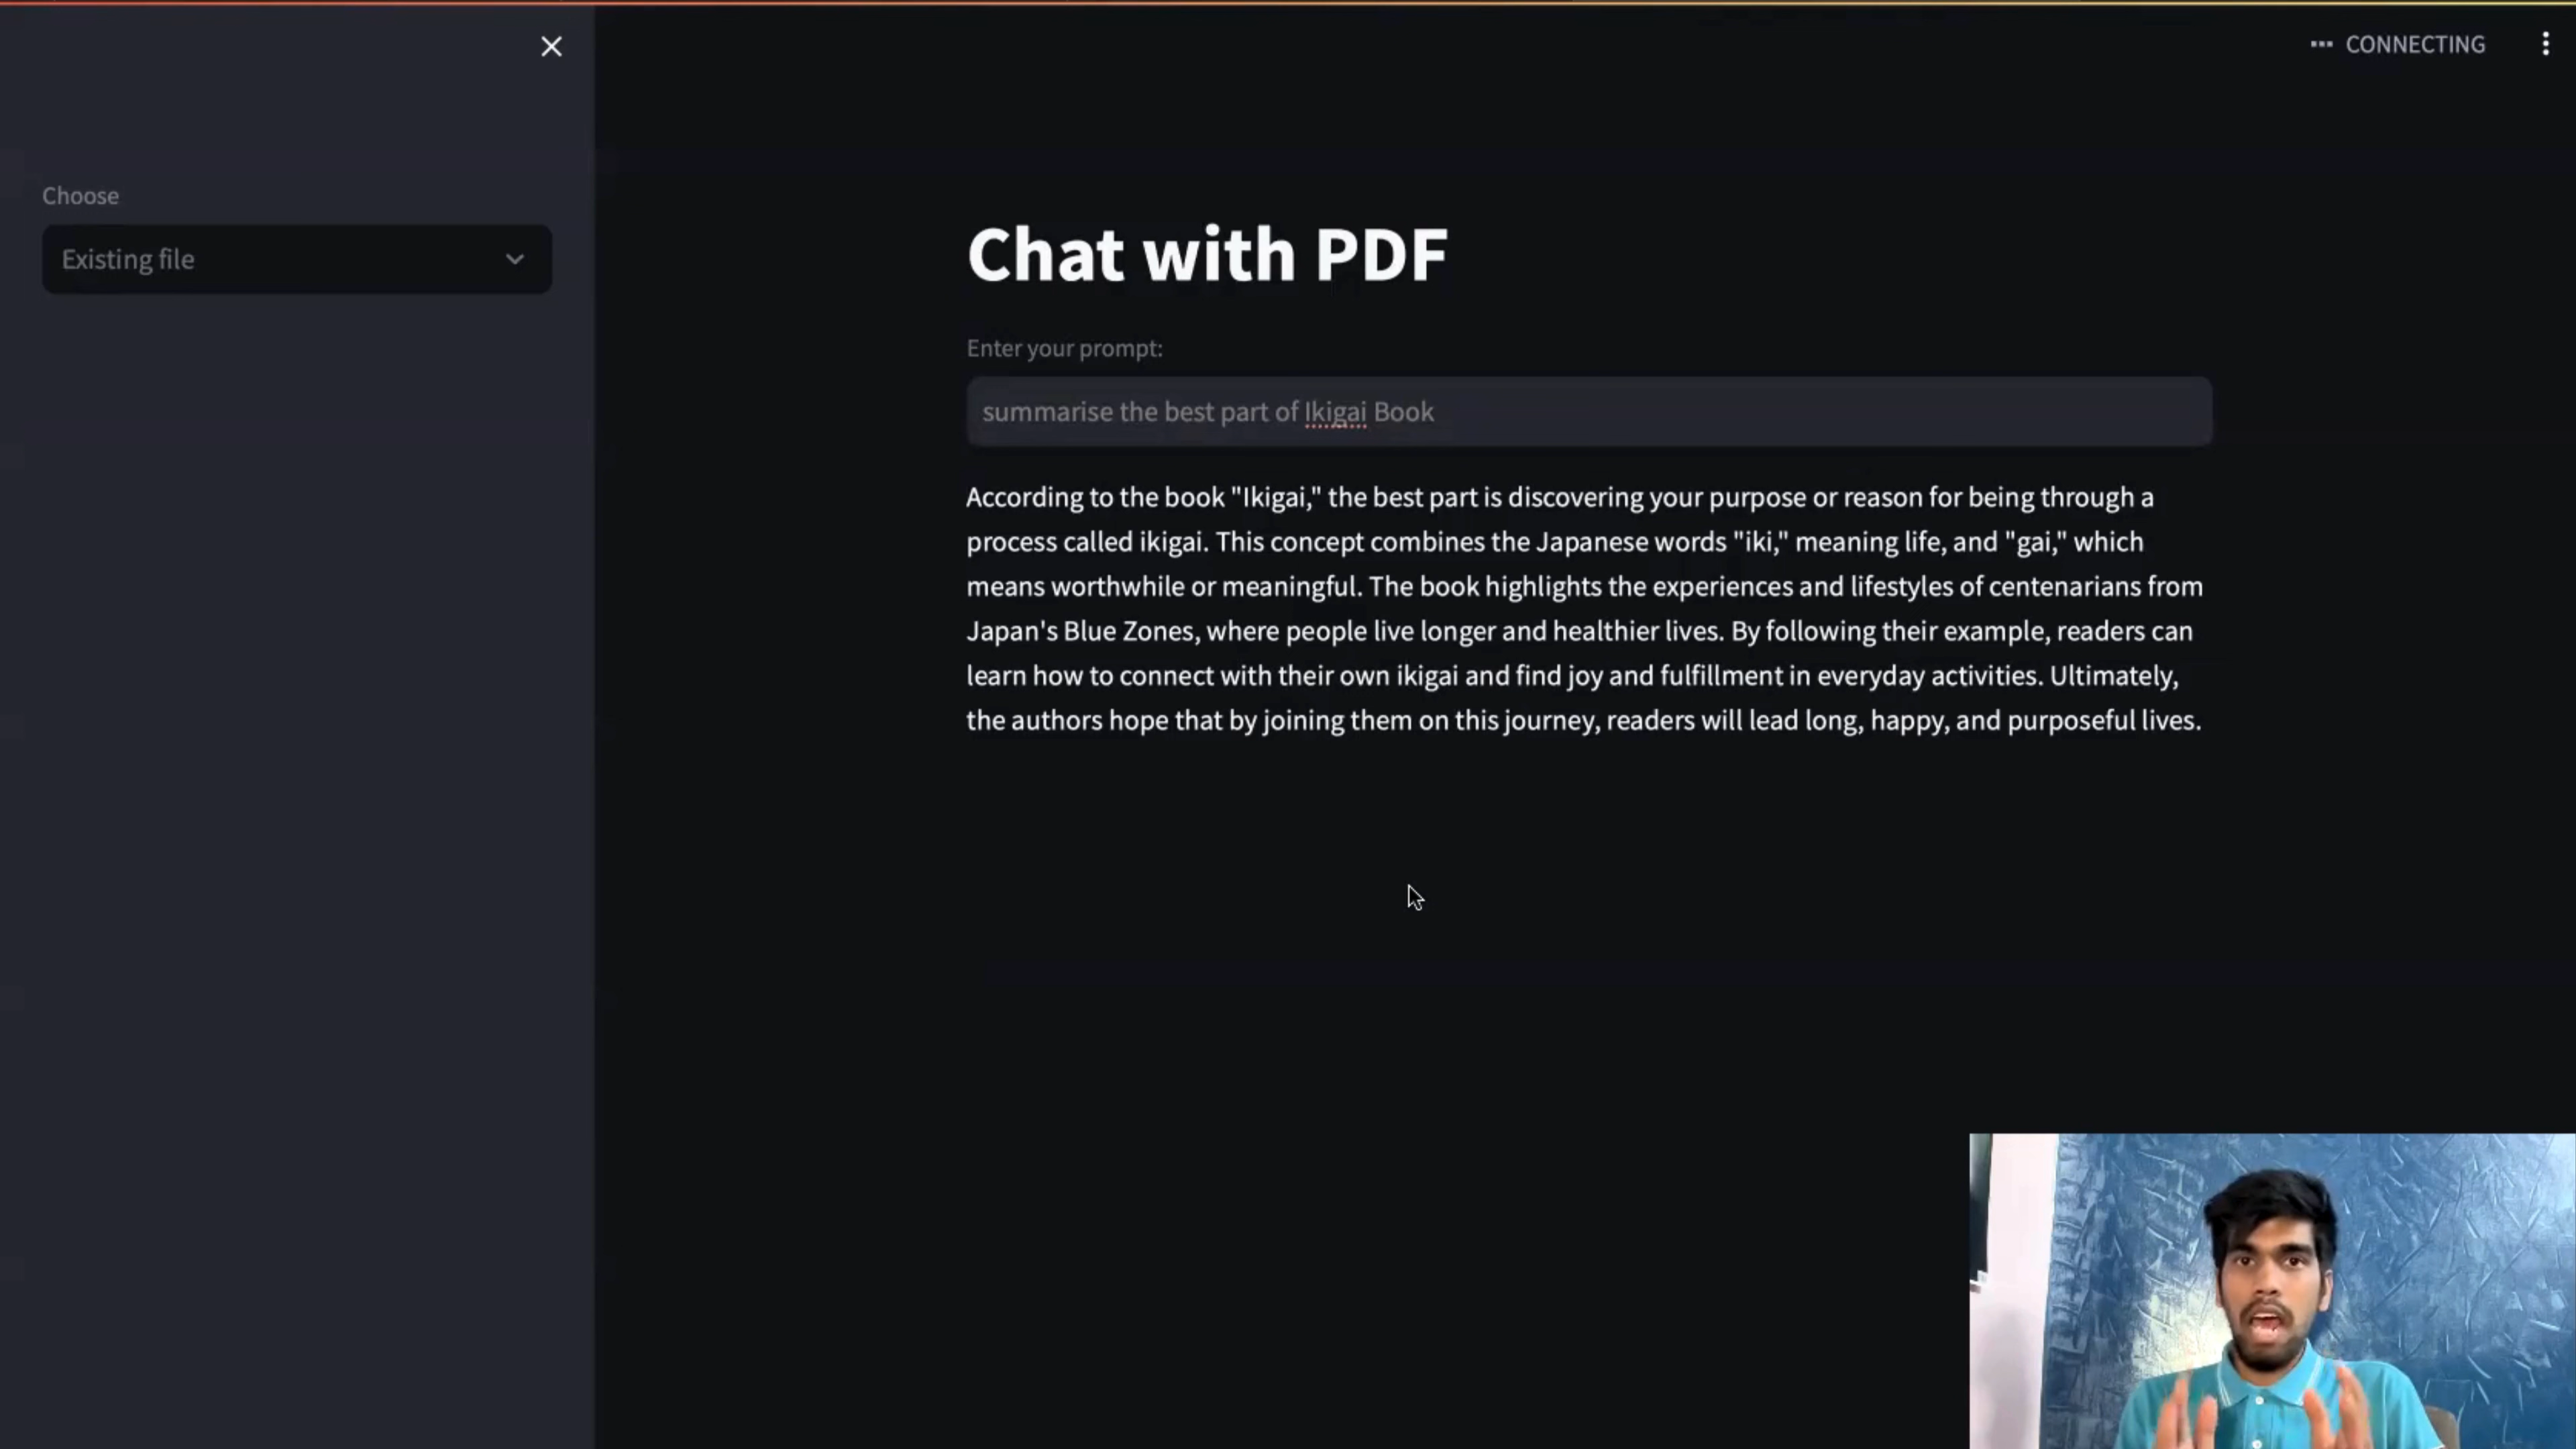 CONNECTING
Choose
Existing file
Chat with PDF
Enter your prompt:
summarise the best part of Ikigai Book
According to the book "Ikigai," the best part is discovering your purpose or reason for being through a
process called ikigai. This concept combines the Japanese words "iki," meaning life, and "gai," which
means worthwhile or meaningful. The book highlights the experiences and lifestyles of centenarians from
Japan's Blue Zones, where people live longer and healthier lives. By following their example, readers can
learn how to connect with their own ikigai and find joy and fulfillment in everyday activities. Ultimately,
the authors hope that by joining them on this journey, readers will lead long, happy, and purposeful lives.